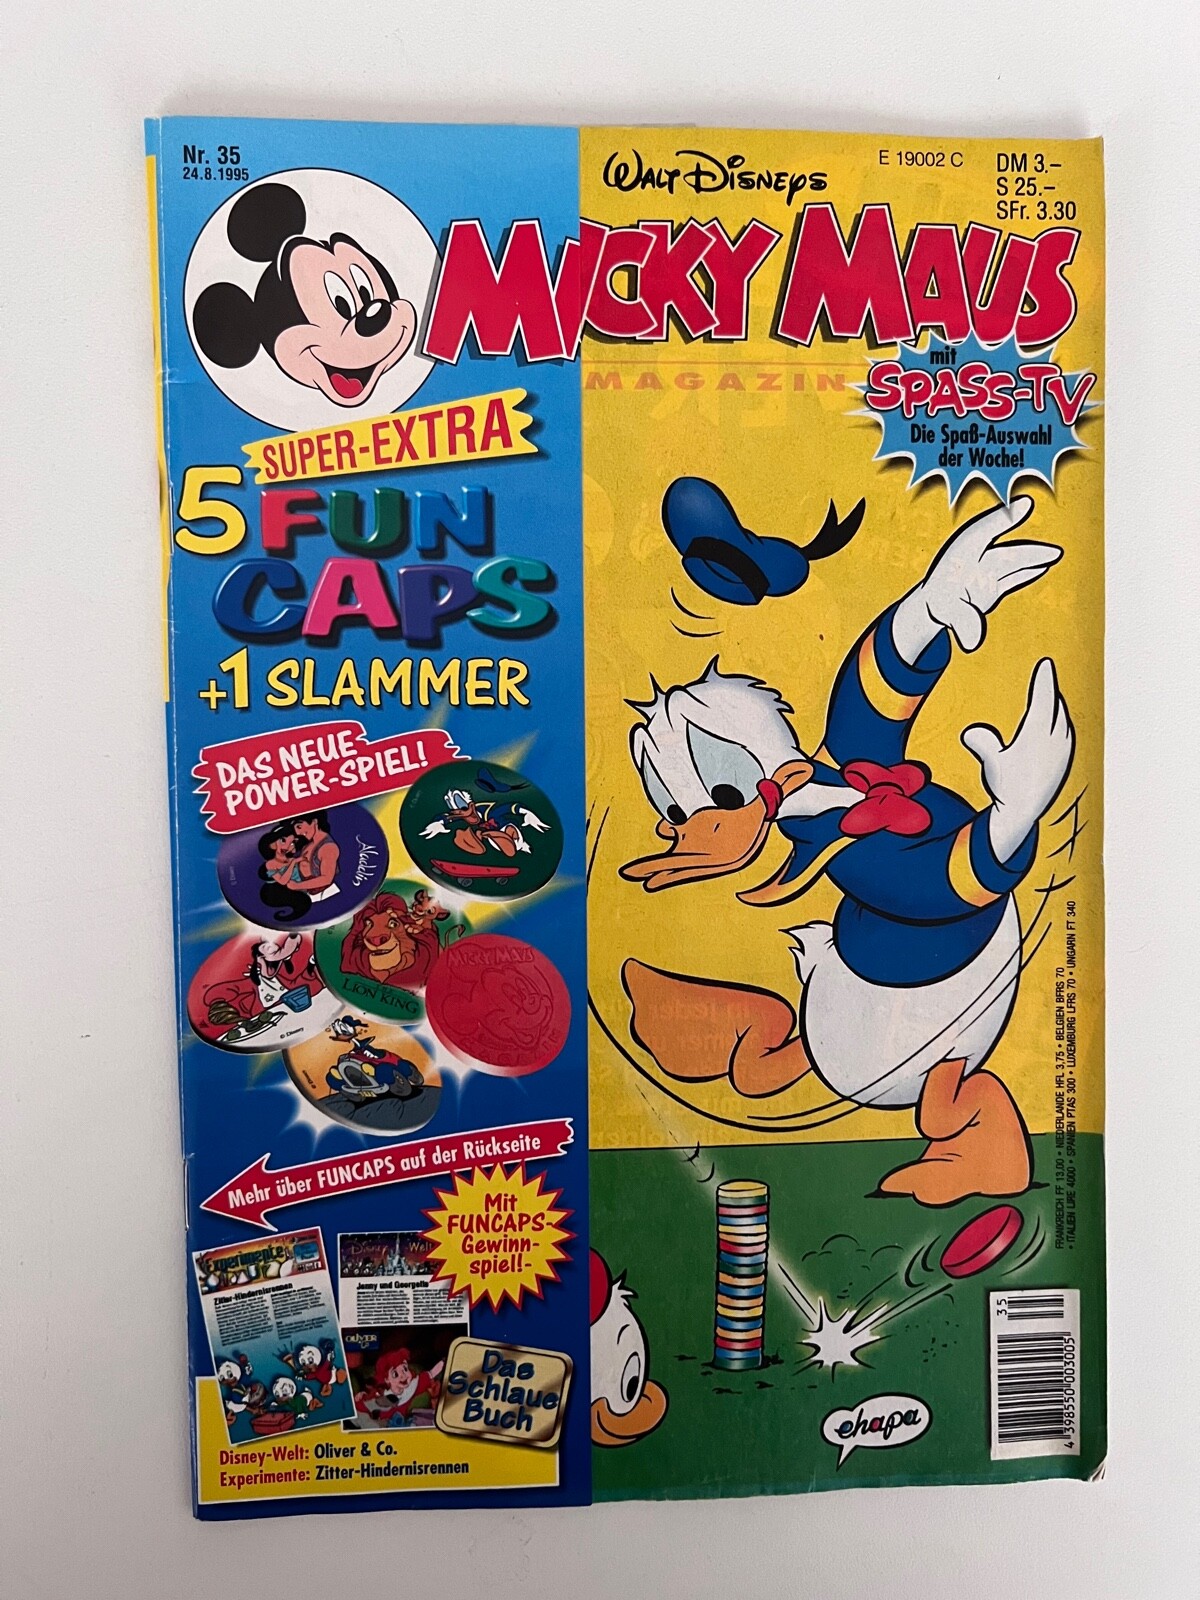 Nr. 35
24.8.1995
WALT DISNEYS
E 19002 C
DM 3.–
S 25.–
SFr. 3.30
MICKY MAUS
MAGAZIN
mit
SPASS-TV
Die Spaß-Auswahl
der Woche!
SUPER-EXTRA
5 FUN
CAPS
+1 SLAMMER
DAS NEUE
POWER-SPIEL!
Aladdin
LION KING
MICKY MAUS
© Disney
Mehr über FUNCAPS auf der Rückseite
Mit
FUNCAPS-
Gewinn-
spiel!-
Experimente
Zitter-Hindernisrennen
Disney Welt
Jenny und Georgette
OLIVER
Das
Schlaue
Buch
Disney-Welt: Oliver & Co.
Experimente: Zitter-Hindernisrennen
ehapa
FRANKREICH FF 13,00 • NIEDERLANDE HFL 3,75 • BELGIEN BFRS 70
• ITALIEN LIRE 4000 • SPANIEN PTAS 300 • LUXEMBURG LFRS 70 • UNGARN FT 340
35
4 398550 003005